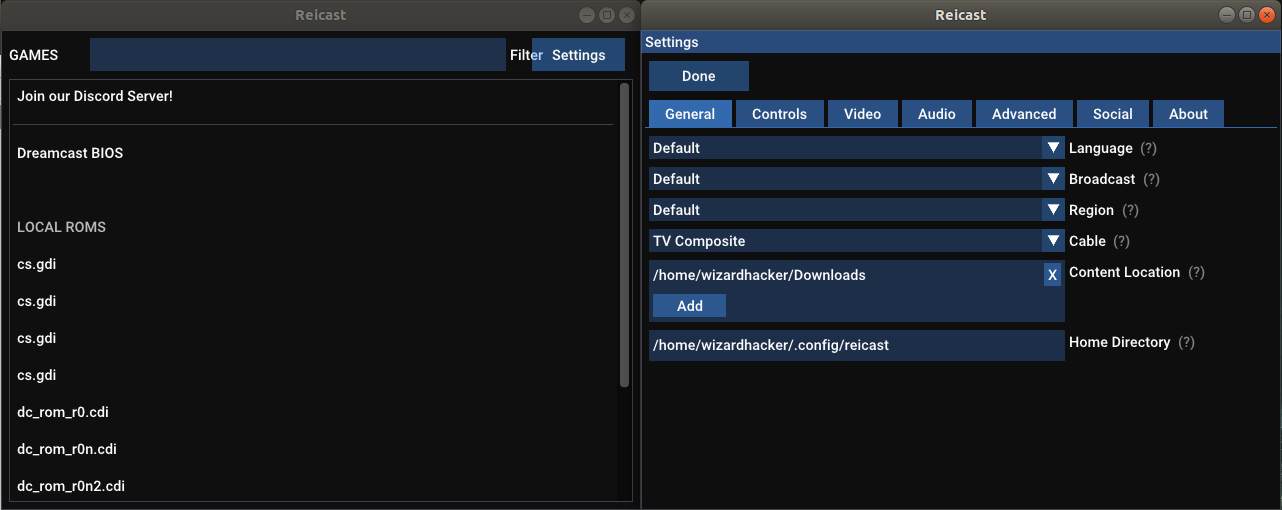 Reicast
GAMES Filter Settings
Join our Discord Server!
Dreamcast BIOS
LOCAL ROMS
cs.gdi
cs.gdi
cs.gdi
cs.gdi
dc_rom_r0.cdi
dc_rom_r0n.cdi
dc_rom_r0n2.cdi
Reicast
Settings
Done
General Controls Video Audio Advanced Social About
Default Language (?)
Default Broadcast (?)
Default Region (?)
TV Composite Cable (?)
/home/wizardhacker/Downloads X Content Location (?)
Add
/home/wizardhacker/.config/reicast Home Directory (?)